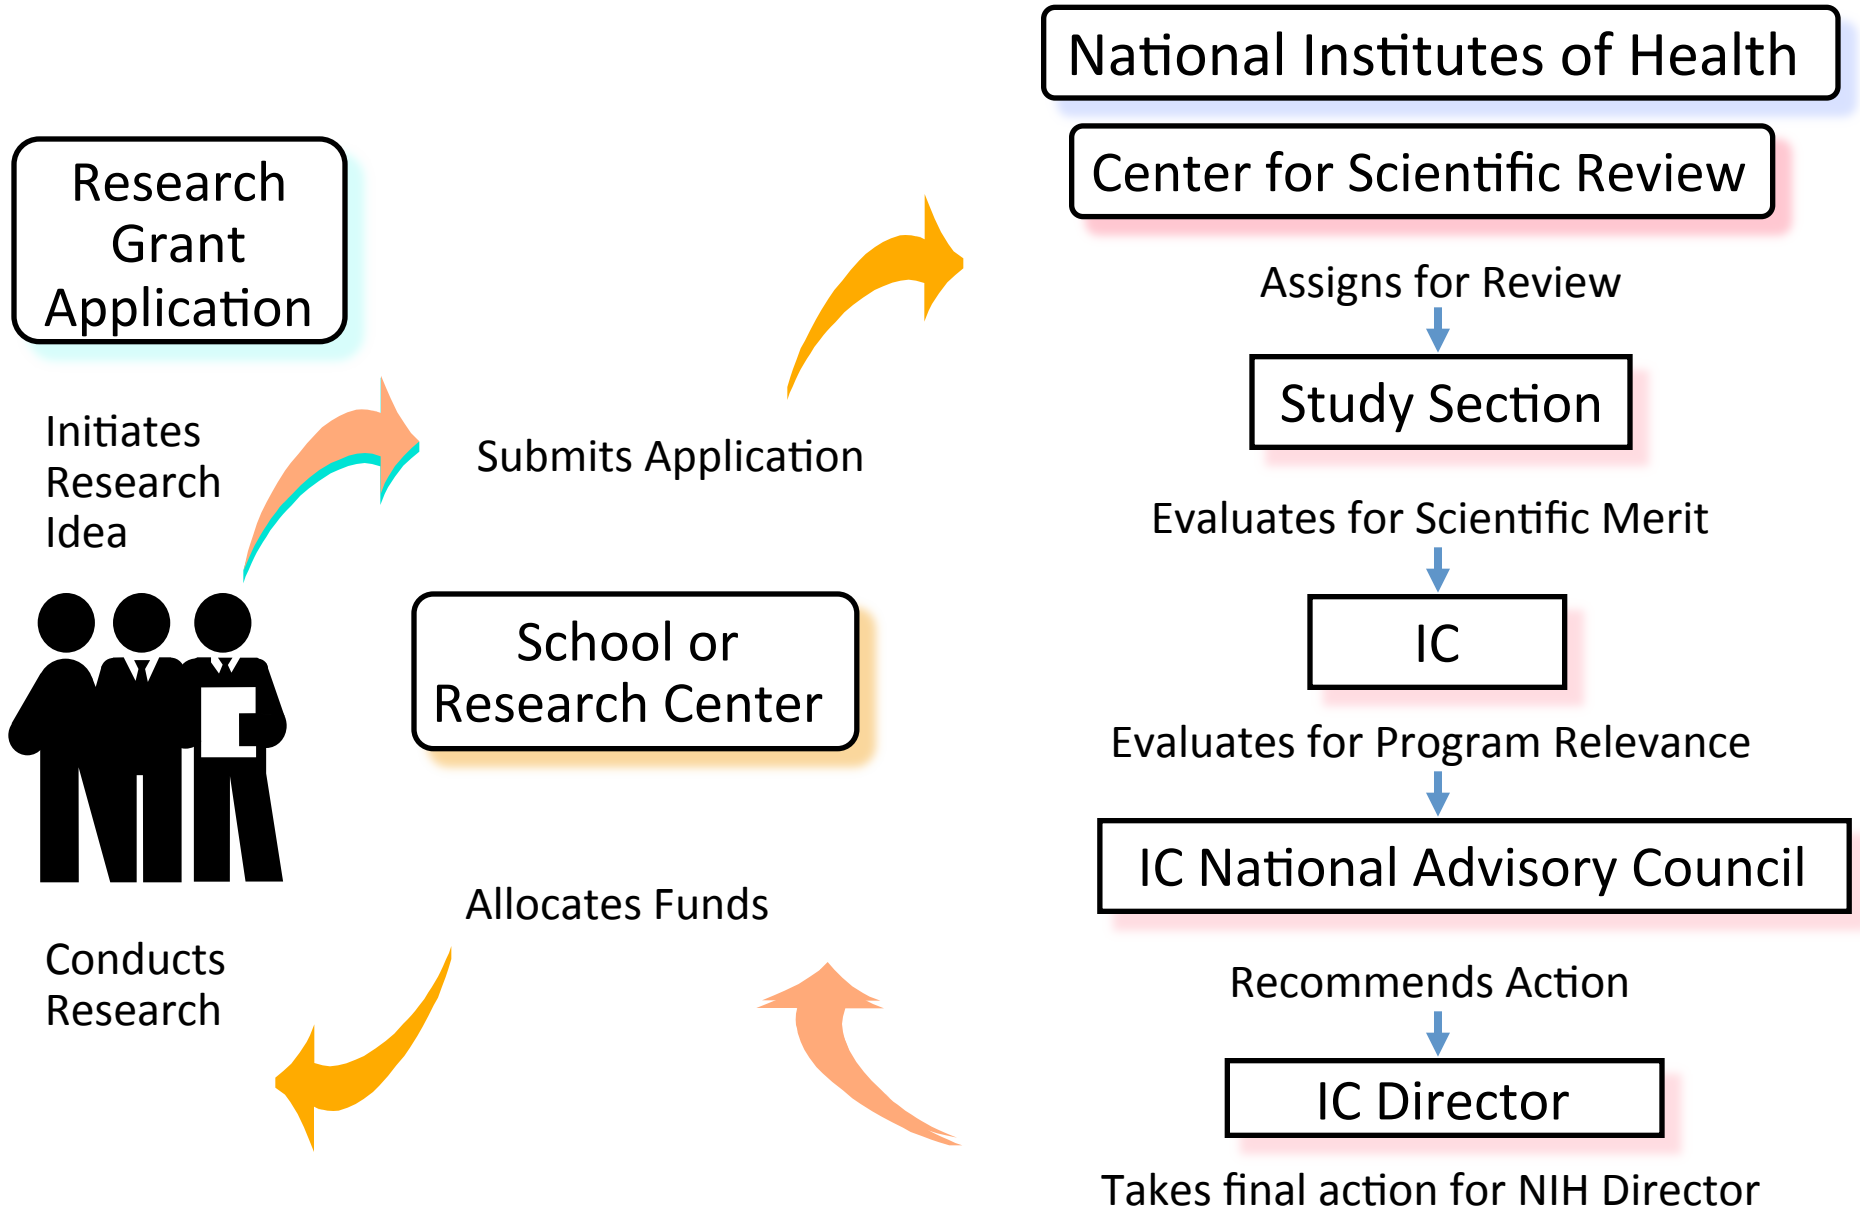 National Institutes of Health
Center for Scientific Review
Research
Grant
Application
Assigns for Review
Study Section
Initiates
Research
Idea
Submits Application
Evaluates for Scientific Merit
IC
School or
Research Center
Evaluates for Program Relevance
IC National Advisory Council
Allocates Funds
Conducts
Research
Recommends Action
IC Director
Takes final action for NIH Director